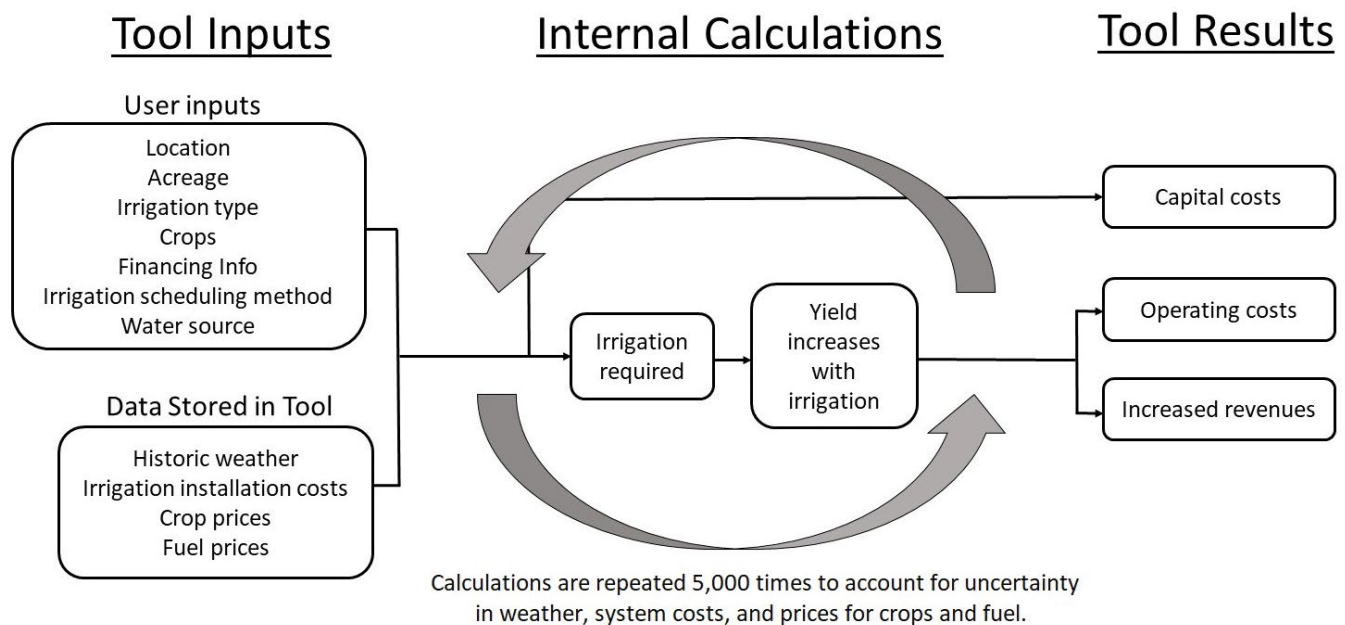 Tool Inputs
Internal Calculations
Tool Results
User inputs
Location
Acreage
Irrigation type
Crops
Financing Info
Irrigation scheduling method
Water source
Data Stored in Tool
Historic weather
Irrigation installation costs
Crop prices
Fuel prices
Irrigation
required
Yield
increases
with
irrigation
Calculations are repeated 5,000 times to account for uncertainty
in weather, system costs, and prices for crops and fuel.
Capital costs
Operating costs
Increased revenues